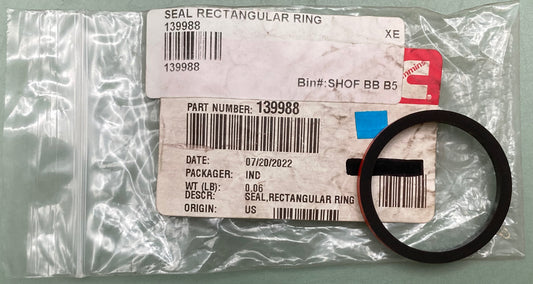 SEAL RECTANGULAR RING
139988
XE
139988
Bin#:SHOF BB B5
PART NUMBER: 139988
DATE: 07/20/2022
PACKAGER: IND
WT (LB): 0.06
DESCR: SEAL,RECTANGULAR RING
ORIGIN: US